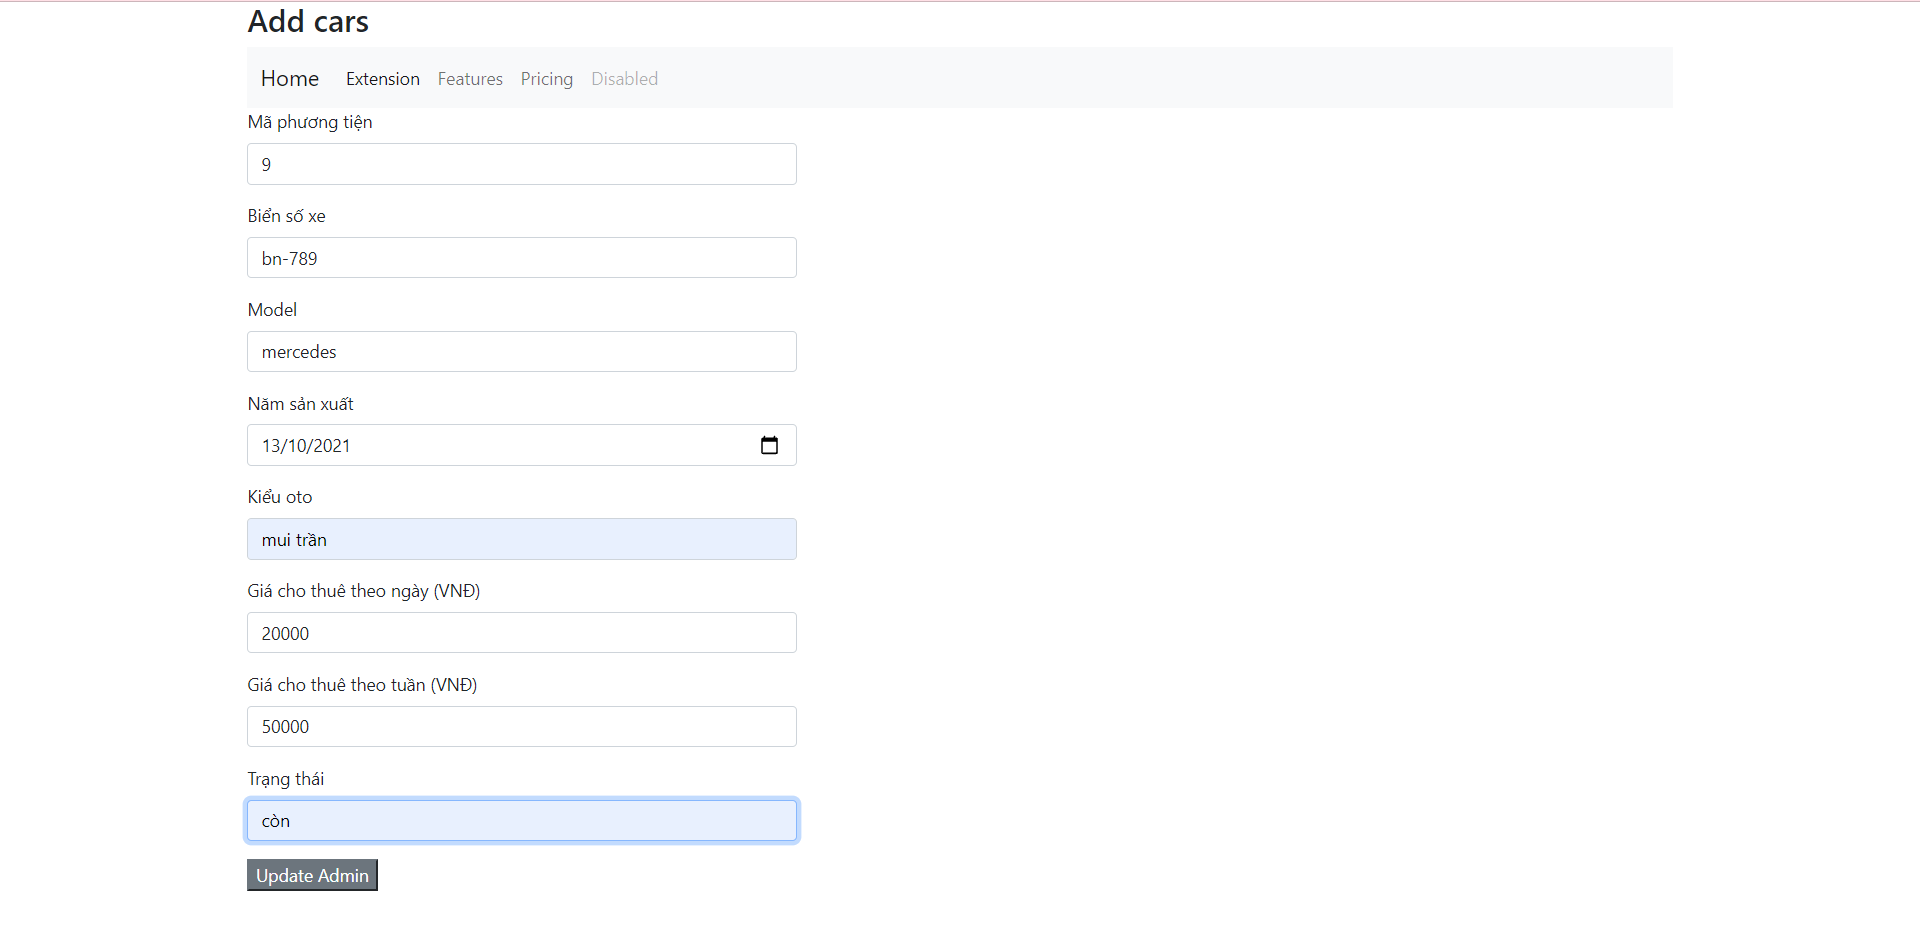 Add cars
Home Extension Features Pricing Disabled
Mã phương tiện
9
Biển số xe
bn-789
Model
mercedes
Năm sản xuất
13/10/2021
Kiểu oto
mui trần
Giá cho thuê theo ngày (VNĐ)
20000
Giá cho thuê theo tuần (VNĐ)
50000
Trạng thái
còn
Update Admin